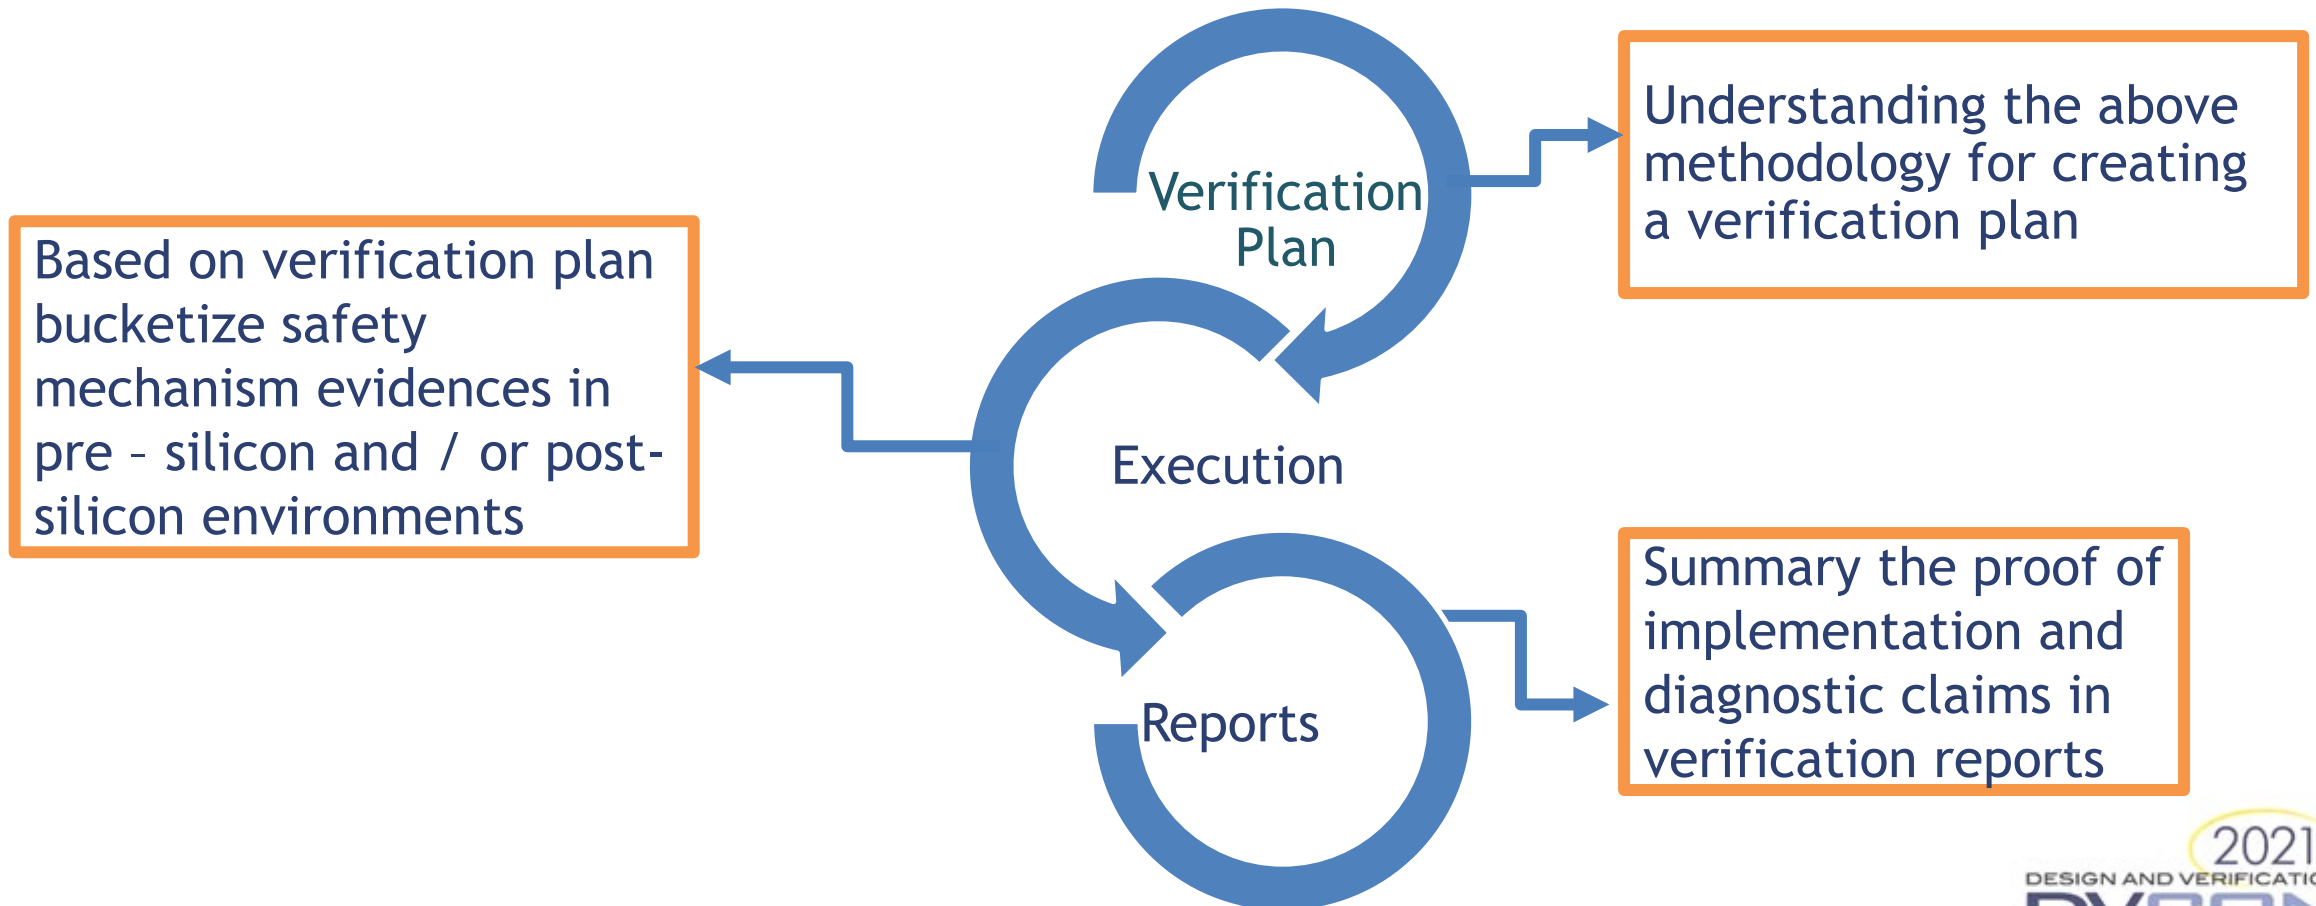 Verification
Plan
Understanding the above
methodology for creating
a verification plan
Based on verification plan
bucketize safety
mechanism evidences in
pre – silicon and / or post-
silicon environments
Execution
Summary the proof of
implementation and
diagnostic claims in
verification reports
Reports
2021
DESIGN AND VERIFICATIO